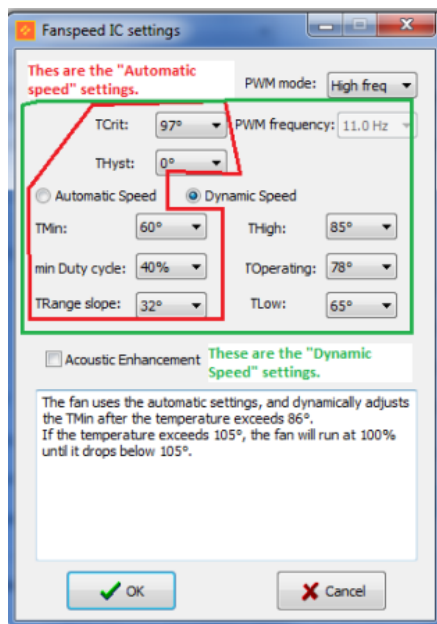 Fanspeed IC settings
Thes are the "Automatic
speed" settings.
PWM mode: High freq
TCrit: 97° PWM frequency: 11.0 Hz
THyst: 0°
Automatic Speed Dynamic Speed
TMin: 60° THigh: 85°
min Duty cycle: 40% TOperating: 78°
TRange slope: 32° TLow: 65°
Acoustic Enhancement These are the "Dynamic
Speed" settings.
The fan uses the automatic settings, and dynamically adjusts
the TMin after the temperature exceeds 86°.
If the temperature exceeds 105°, the fan will run at 100%
until it drops below 105°.
OK Cancel